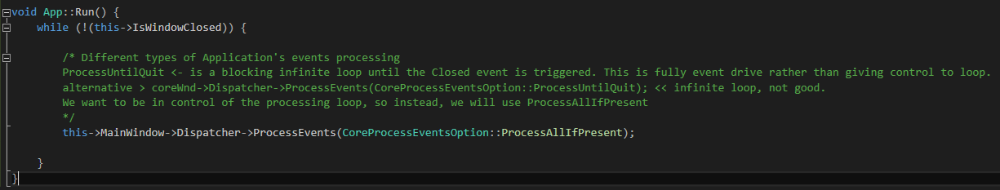 void App::Run() {
while (!(this->IsWindowClosed)) {
/* Different types of Application's events processing
ProcessUntilQuit <- is a blocking infinite loop until the Closed event is triggered. This is fully event drive rather than giving control to loop.
alternative > coreWnd->Dispatcher->ProcessEvents(CoreProcessEventsOption::ProcessUntilQuit); << infinite loop, not good.
We want to be in control of the processing loop, so instead, we will use ProcessAllIfPresent
*/
this->MainWindow->Dispatcher->ProcessEvents(CoreProcessEventsOption::ProcessAllIfPresent);
}
}